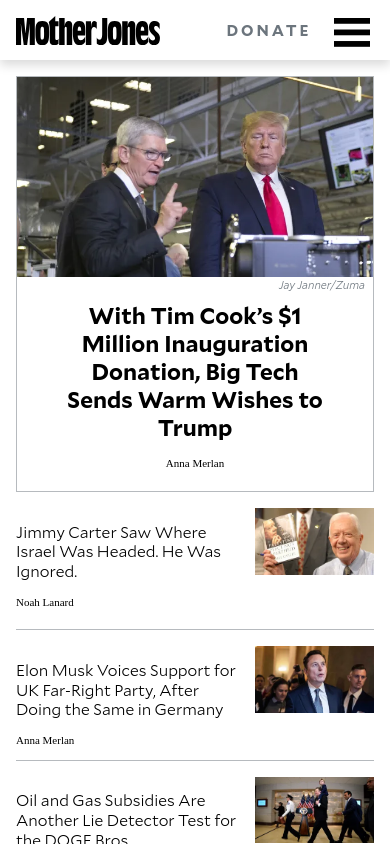 Mother Jones
DONATE
Jay Janner/Zuma
With Tim Cook’s $1
Million Inauguration
Donation, Big Tech
Sends Warm Wishes to
Trump
Anna Merlan
Jimmy Carter Saw Where
Israel Was Headed. He Was
Ignored.
Noah Lanard
Elon Musk Voices Support for
UK Far-Right Party, After
Doing the Same in Germany
Anna Merlan
Oil and Gas Subsidies Are
Another Lie Detector Test for
the DOGE Bros